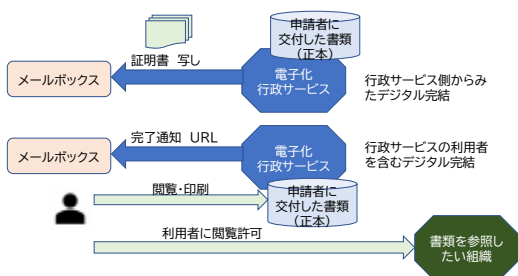 申請者に
交付した書類
（正本）
証明書　写し
メールボックス
電子化
行政サービス
行政サービス側からみ
たデジタル完結
完了通知　URL
メールボックス
電子化
行政サービス
行政サービスの利用者
を含むデジタル完結
閲覧・印刷
申請者に
交付した書類
（正本）
利用者に閲覧許可
書類を参照し
たい組織